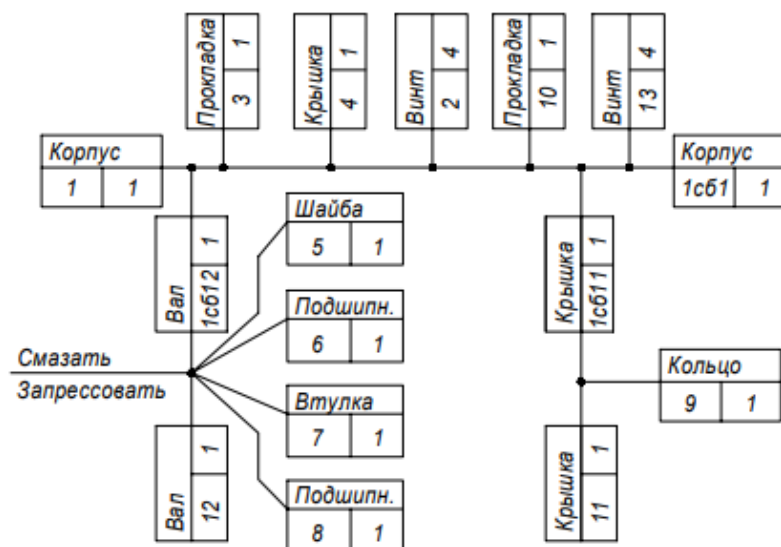 Прокладка 3 1
Крышка 4 1
Винт 2 4
Прокладка 10 1
Винт 13 4
Корпус
1 1
Корпус
1сб1 1
Вал 1сб12 1
Шайба
5 1
Крышка 1сб11 1
Подшипн.
6 1
Смазать
Запрессовать
Кольцо
9 1
Втулка
7 1
Вал 12 1
Подшипн.
8 1
Крышка 11 1